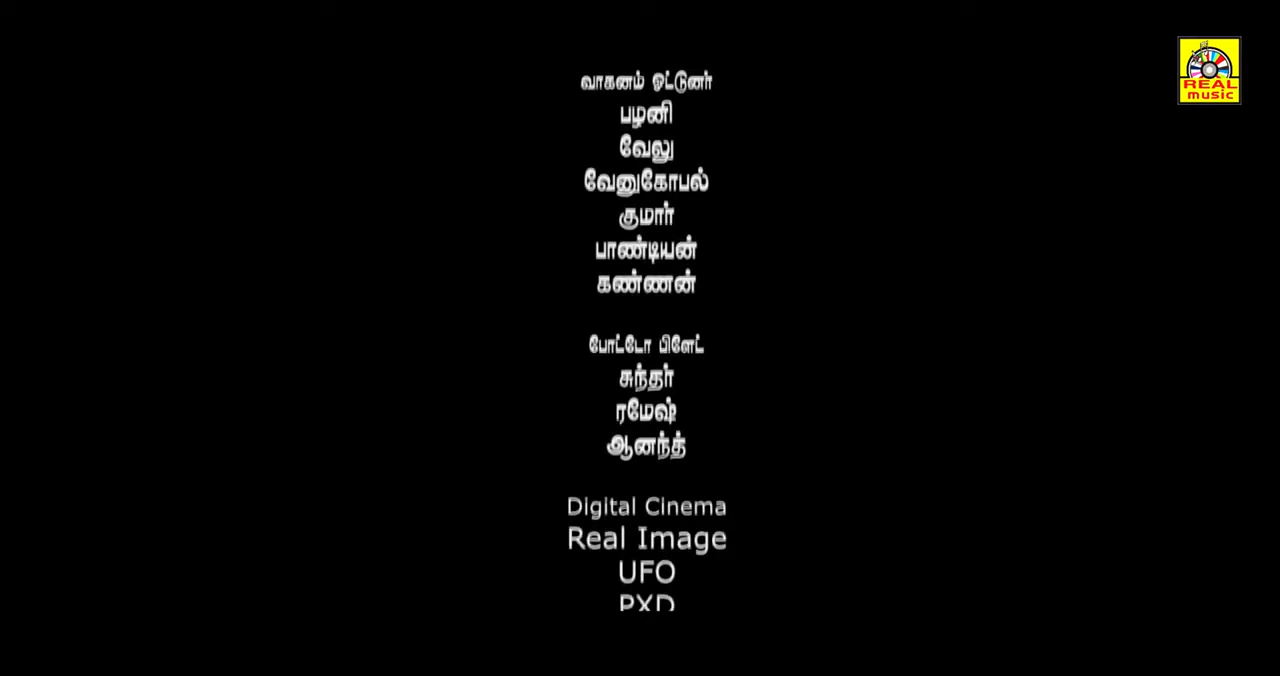 வாகனம் ஓட்டுனர்
பழனி
வேலு
வேனுகோபல்
குமார்
பாண்டியன்
கண்ணன்
போட்டோ பிளேட்
சுந்தர்
ரமேஷ்
ஆனந்த்
Digital Cinema
Real Image
UFO
PXD
REAL
music